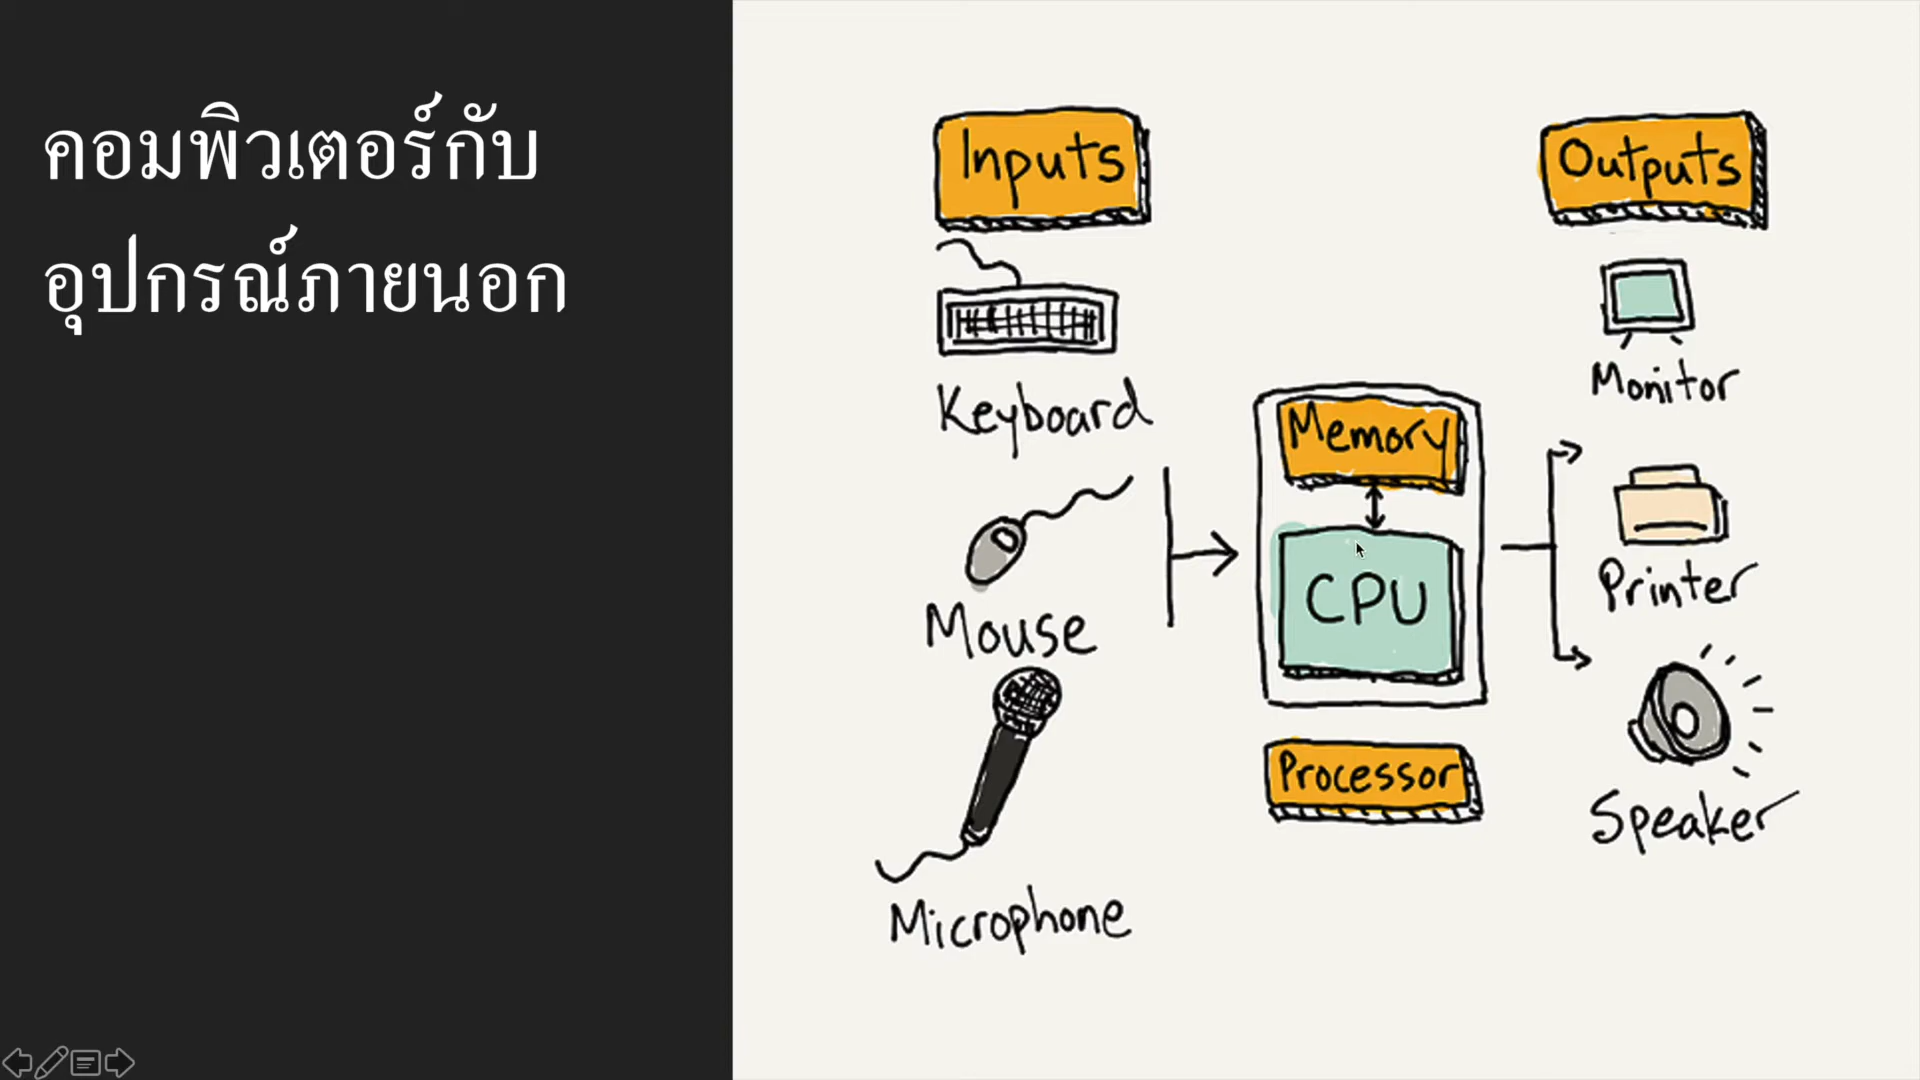 คอมพิวเตอร์กับ
อุปกรณ์ภายนอก
Inputs
Keyboard
Mouse
Microphone
Memory
CPU
Processor
Outputs
Monitor
Printer
Speaker